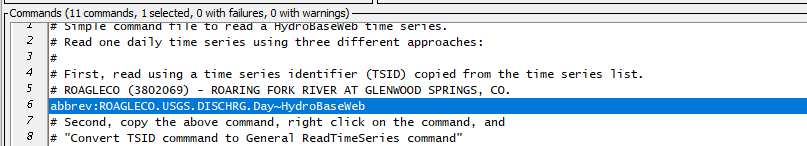 Commands (11 commands, 1 selected, 0 with failures, 0 with warnings)
1 # Simple command file to read a HydroBaseWeb time series.
2 # Read one daily time series using three different approaches:
3 #
4 # First, read using a time series identifier (TSID) copied from the time series list.
5 # ROAGLECO (3802069) - ROARING FORK RIVER AT GLENWOOD SPRINGS, CO.
6 abbrev:ROAGLECO.USGS.DISCHRG.Day~HydroBaseWeb
7 # Second, copy the above command, right click on the command, and
8 # "Convert TSID commmand to General ReadTimeSeries command"